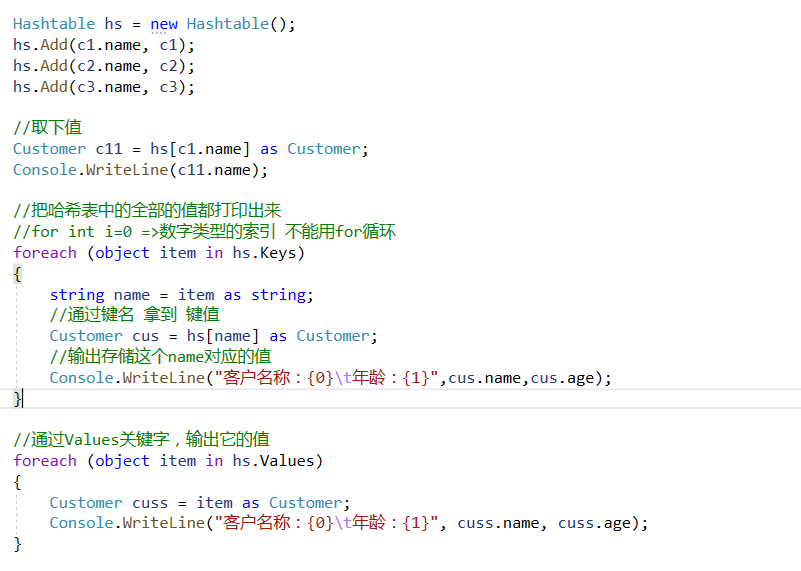 Hashtable hs = new Hashtable();
hs.Add(c1.name, c1);
hs.Add(c2.name, c2);
hs.Add(c3.name, c3);
//取下值
Customer c11 = hs[c1.name] as Customer;
Console.WriteLine(c11.name);
//把哈希表中的全部的值都打印出来
//for int i=0 =>数字类型的索引 不能用for循环
foreach (object item in hs.Keys)
{
string name = item as string;
//通过键名 拿到 键值
Customer cus = hs[name] as Customer;
//输出存储这个name对应的值
Console.WriteLine("客户名称：{0}\t年龄：{1}",cus.name,cus.age);
}
//通过Values关键字，输出它的值
foreach (object item in hs.Values)
{
Customer cuss = item as Customer;
Console.WriteLine("客户名称：{0}\t年龄：{1}", cuss.name, cuss.age);
}